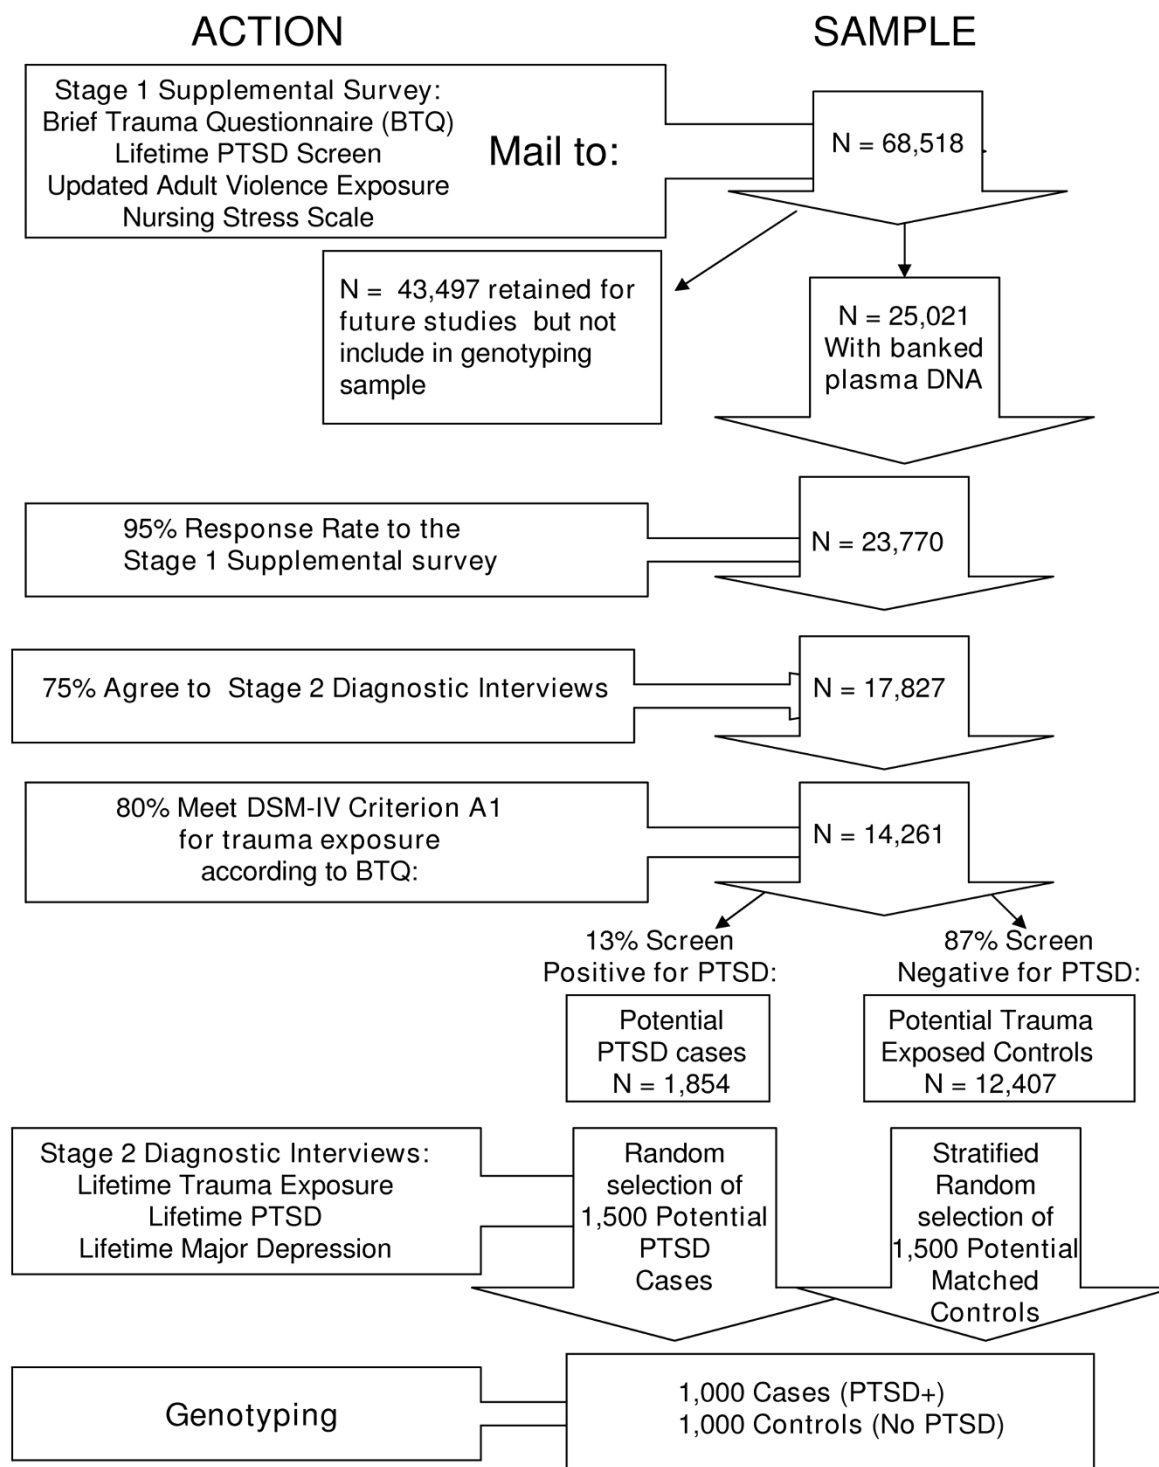 ACTION
SAMPLE
Stage 1 Supplemental Survey:
Brief Trauma Questionnaire (BTQ)
Lifetime PTSD Screen
Updated Adult Violence Exposure
Nursing Stress Scale
Mail to:
N = 68,518
N = 43,497 retained for
future studies but not
include in genotyping
sample
N = 25,021
With banked
plasma DNA
95% Response Rate to the
Stage 1 Supplemental survey
N = 23,770
75% Agree to Stage 2 Diagnostic Interviews
N = 17,827
80% Meet DSM-IV Criterion A1
for trauma exposure
according to BTQ:
N = 14,261
13% Screen
Positive for PTSD:
87% Screen
Negative for PTSD:
Potential
PTSD cases
N = 1,854
Potential Trauma
Exposed Controls
N = 12,407
Stage 2 Diagnostic Interviews:
Lifetime Trauma Exposure
Lifetime PTSD
Lifetime Major Depression
Random
selection of
1,500 Potential
PTSD
Cases
Stratified
Random
selection of
1,500 Potential
Matched
Controls
Genotyping
1,000 Cases (PTSD+)
1,000 Controls (No PTSD)